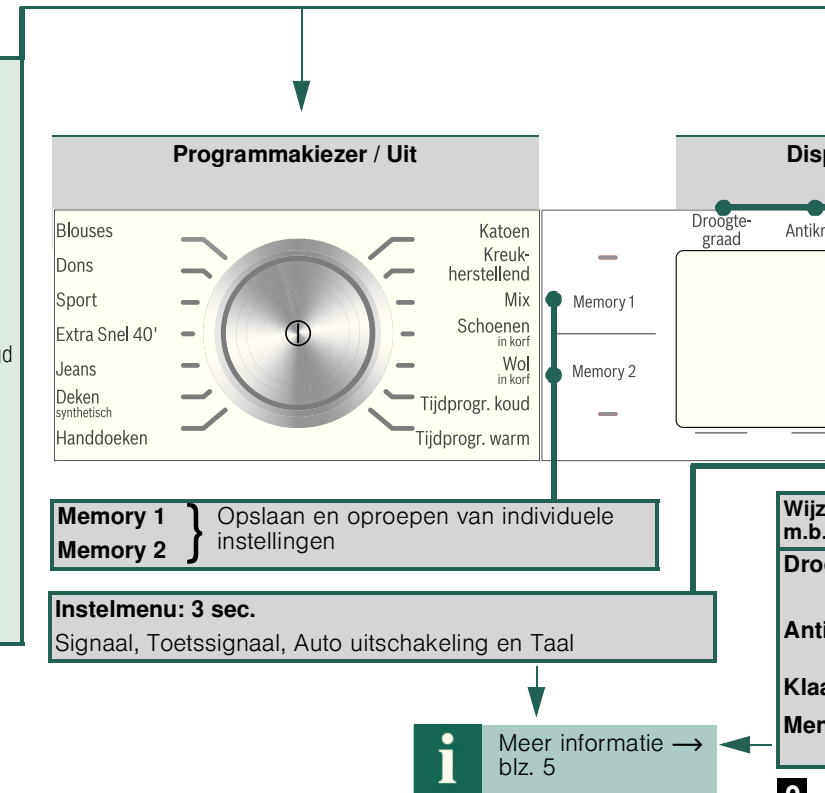 Programmakiezer / Uit
Blouses
Dons
Sport
Extra Snel 40'
Jeans
Deken
synthetisch
Handdoeken
Katoen
Kreuk-
herstellend
Mix
Schoenen
in korf
Wol
in korf
Tijdprogr. koud
Tijdprogr. warm
Memory 1
Memory 2
Droogte-
graad
Memory 1
Memory 2
} Opslaan en oproepen van individuele
instellingen
Instelmenu: 3 sec.
Signaal, Toetssignaal, Auto uitschakeling en Taal
m.b.
i
Meer informatie →
blz. 5